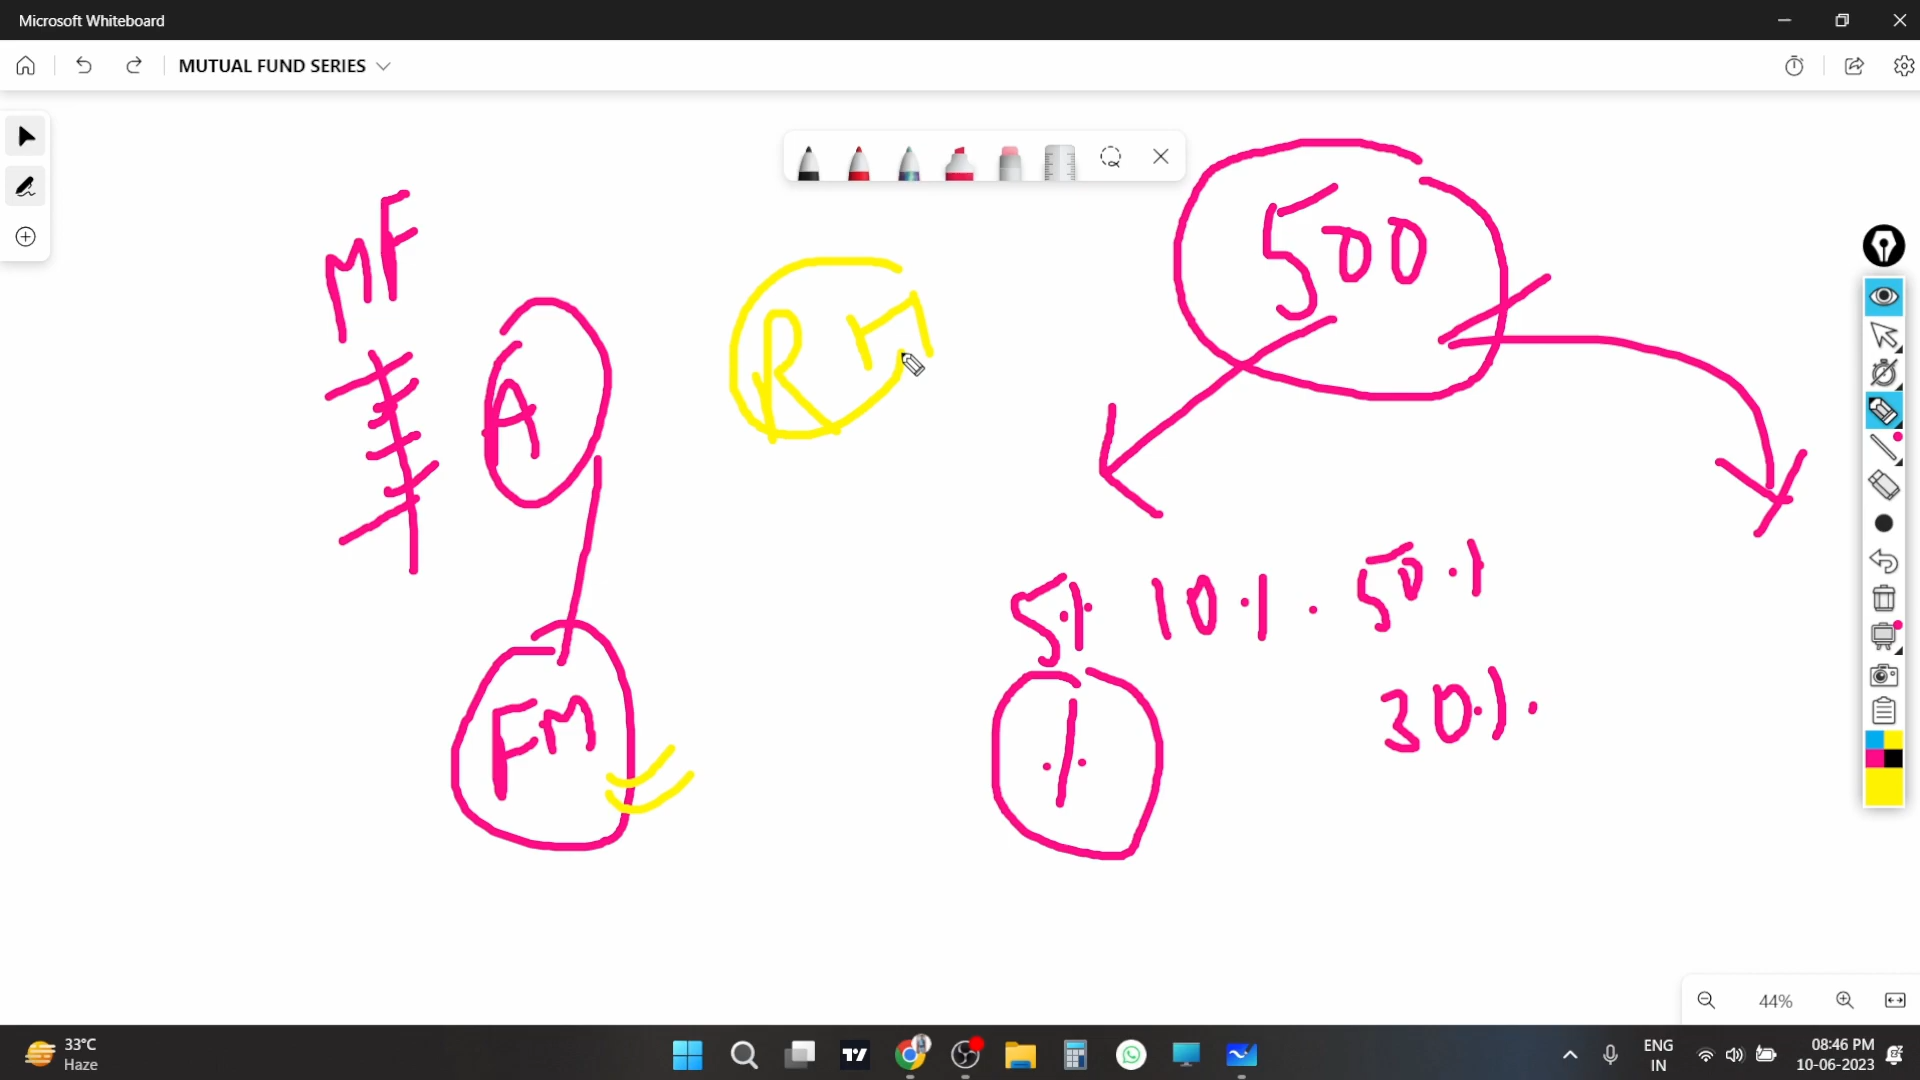 Microsoft Whiteboard
MUTUAL FUND SERIES
MF
A
RM
500
5% 10% . 50%
FM
%
30%.
44%
33°C
Haze
ENG
IN
08:46 PM
10-06-2023